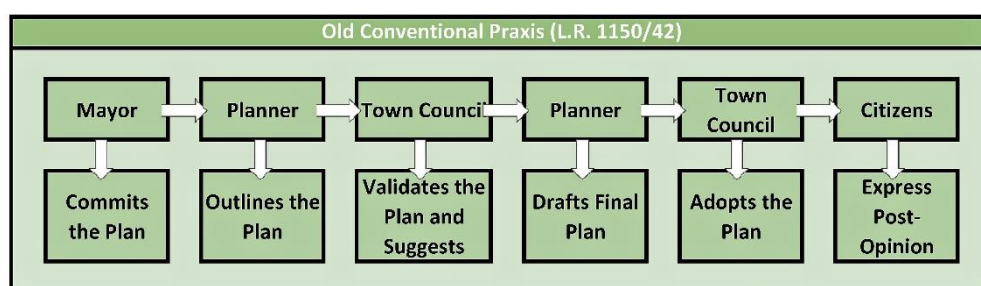 Old Conventional Praxis (L.R. 1150/42)
Mayor
Planner
Town Council
Planner
Town
Council
Citizens
Commits
the Plan
Outlines the
Plan
Validates the
Plan and
Suggests
Drafts Final
Plan
Adopts the
Plan
Express
Post-
Opinion